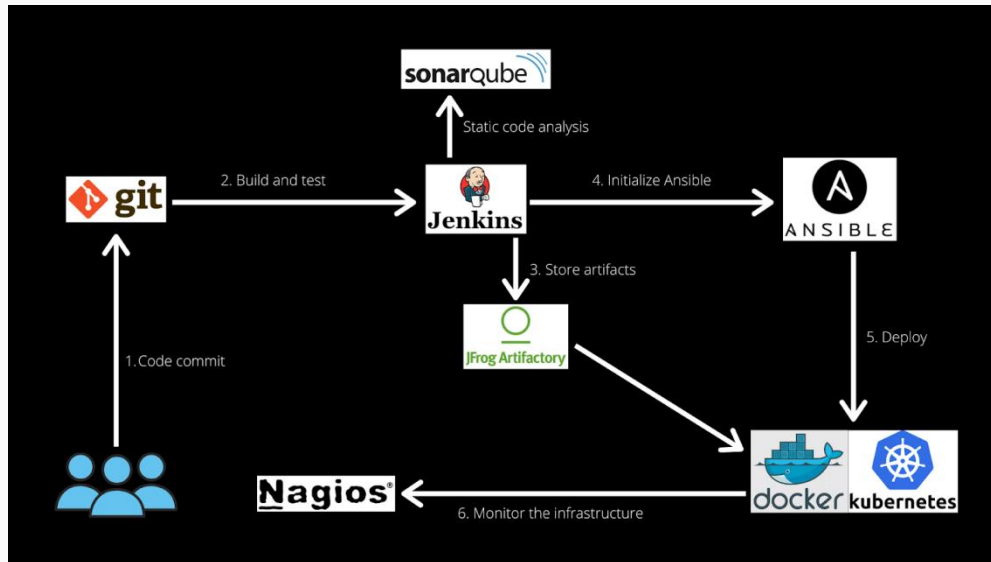 sonarqube
Static code analysis
2. Build and test
4. Initialize Ansible
git
Jenkins
ANSIBLE
3. Store artifacts
JFrog Artifactory
5. Deploy
1. Code commit
docker
kubernetes
Nagios®
6. Monitor the infrastructure